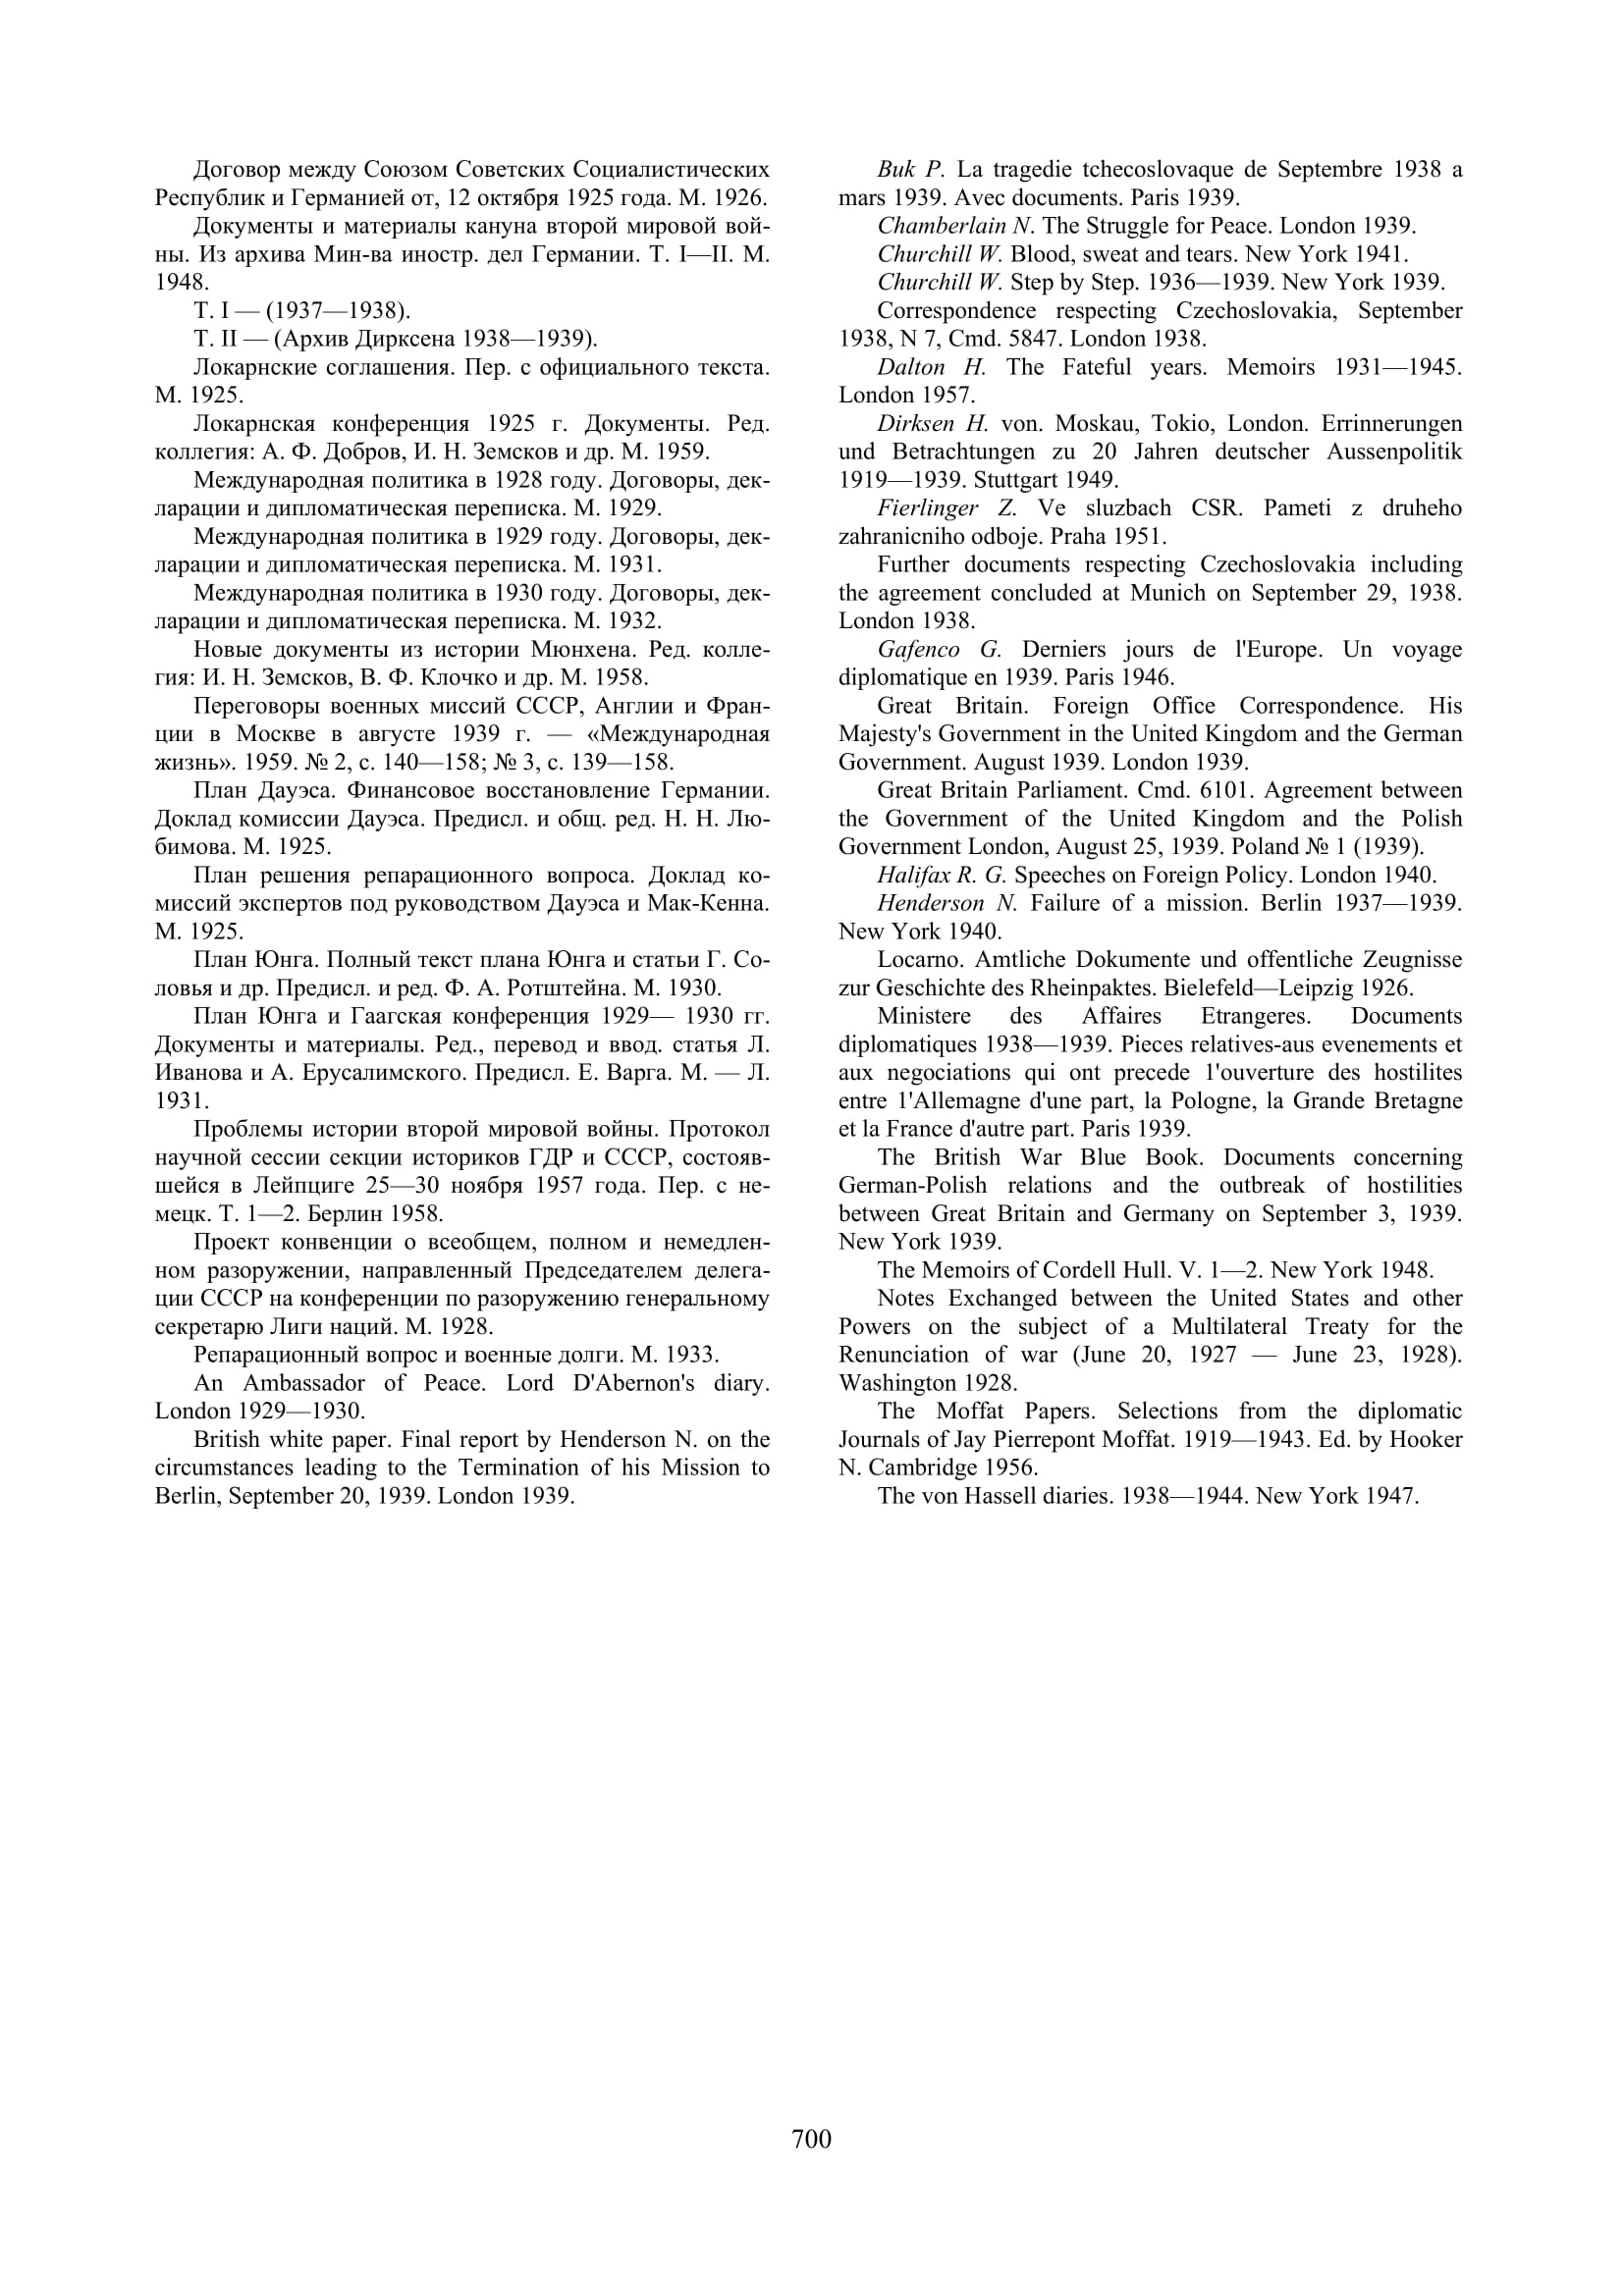 Договор между Союзом Советских Социалистических
Республик и Германией от, 12 октября 1925 года. М. 1926.
Документы и материалы кануна второй мировой вой-
ны. Из архива Мин-ва иностр. дел Германии. Т. I—II. М.
1948.
Т. I — (1937—1938).
Т. II — (Архив Дирксена 1938—1939).
Локарнские соглашения. Пер. с официального текста.
М. 1925.
Локарнская конференция 1925 г. Документы. Ред.
коллегия: А. Ф. Добров, И. Н. Земсков и др. М. 1959.
Международная политика в 1928 году. Договоры, дек-
ларации и дипломатическая переписка. М. 1929.
Международная политика в 1929 году. Договоры, дек-
ларации и дипломатическая переписка. М. 1931.
Международная политика в 1930 году. Договоры, дек-
ларации и дипломатическая переписка. М. 1932.
Новые документы из истории Мюнхена. Ред. колле-
гия: И. Н. Земсков, В. Ф. Клочко и др. М. 1958.
Переговоры военных миссий СССР, Англии и Фран-
ции в Москве в августе 1939 г. — «Международная
жизнь». 1959. № 2, с. 140—158; № 3, с. 139—158.
План Дауэса. Финансовое восстановление Германии.
Доклад комиссии Дауэса. Предисл. и общ. ред. Н. Н. Лю-
бимова. М. 1925.
План решения репарационного вопроса. Доклад ко-
миссий экспертов под руководством Дауэса и Мак-Кенна.
М. 1925.
План Юнга. Полный текст плана Юнга и статьи Г. Со-
ловья и др. Предисл. и ред. Ф. А. Ротштейна. М. 1930.
План Юнга и Гаагская конференция 1929— 1930 гг.
Документы и материалы. Ред., перевод и ввод. статья Л.
Иванова и А. Ерусалимского. Предисл. Е. Варга. М. — Л.
1931.
Проблемы истории второй мировой войны. Протокол
научной сессии секции историков ГДР и СССР, состояв-
шейся в Лейпциге 25—30 ноября 1957 года. Пер. с не-
мецк. Т. 1—2. Берлин 1958.
Проект конвенции о всеобщем, полном и немедлен-
ном разоружении, направленный Председателем делега-
ции СССР на конференции по разоружению генеральному
секретарю Лиги наций. М. 1928.
Репарационный вопрос и военные долги. М. 1933.
An Ambassador of Peace. Lord D'Abernon's diary.
London 1929—1930.
British white paper. Final report by Henderson N. on the
circumstances leading to the Termination of his Mission to
Berlin, September 20, 1939. London 1939.
Buk P. La tragedie tchecoslovaque de Septembre 1938 a
mars 1939. Avec documents. Paris 1939.
Chamberlain N. The Struggle for Peace. London 1939.
Churchill W. Blood, sweat and tears. New York 1941.
Churchill W. Step by Step. 1936—1939. New York 1939.
Correspondence respecting Czechoslovakia, September
1938, N 7, Cmd. 5847. London 1938.
Dalton H. The Fateful years. Memoirs 1931—1945.
London 1957.
Dirksen H. von. Moskau, Tokio, London. Errinnerungen
und Betrachtungen zu 20 Jahren deutscher Aussenpolitik
1919—1939. Stuttgart 1949.
Fierlinger Z. Ve sluzbach CSR. Pameti z druheho
zahranicniho odboje. Praha 1951.
Further documents respecting Czechoslovakia including
the agreement concluded at Munich on September 29, 1938.
London 1938.
Gafenco G. Derniers jours de l'Europe. Un voyage
diplomatique en 1939. Paris 1946.
Great Britain. Foreign Office Correspondence. His
Majesty's Government in the United Kingdom and the German
Government. August 1939. London 1939.
Great Britain Parliament. Cmd. 6101. Agreement between
the Government of the United Kingdom and the Polish
Government London, August 25, 1939. Poland № 1 (1939).
Halifax R. G. Speeches on Foreign Policy. London 1940.
Henderson N. Failure of a mission. Berlin 1937—1939.
New York 1940.
Locarno. Amtliche Dokumente und offentliche Zeugnisse
zur Geschichte des Rheinpaktes. Bielefeld—Leipzig 1926.
Ministere des Affaires Etrangeres. Documents
diplomatiques 1938—1939. Pieces relatives-aus evenements et
aux negociations qui ont precede 1'ouverture des hostilites
entre 1'Allemagne d'une part, la Pologne, la Grande Bretagne
et la France d'autre part. Paris 1939.
The British War Blue Book. Documents concerning
German-Polish relations and the outbreak of hostilities
between Great Britain and Germany on September 3, 1939.
New York 1939.
The Memoirs of Cordell Hull. V. 1—2. New York 1948.
Notes Exchanged between the United States and other
Powers on the subject of a Multilateral Treaty for the
Renunciation of war (June 20, 1927 — June 23, 1928).
Washington 1928.
The Moffat Papers. Selections from the diplomatic
Journals of Jay Pierrepont Moffat. 1919—1943. Ed. by Hooker
N. Cambridge 1956.
The von Hassell diaries. 1938—1944. New York 1947.
700